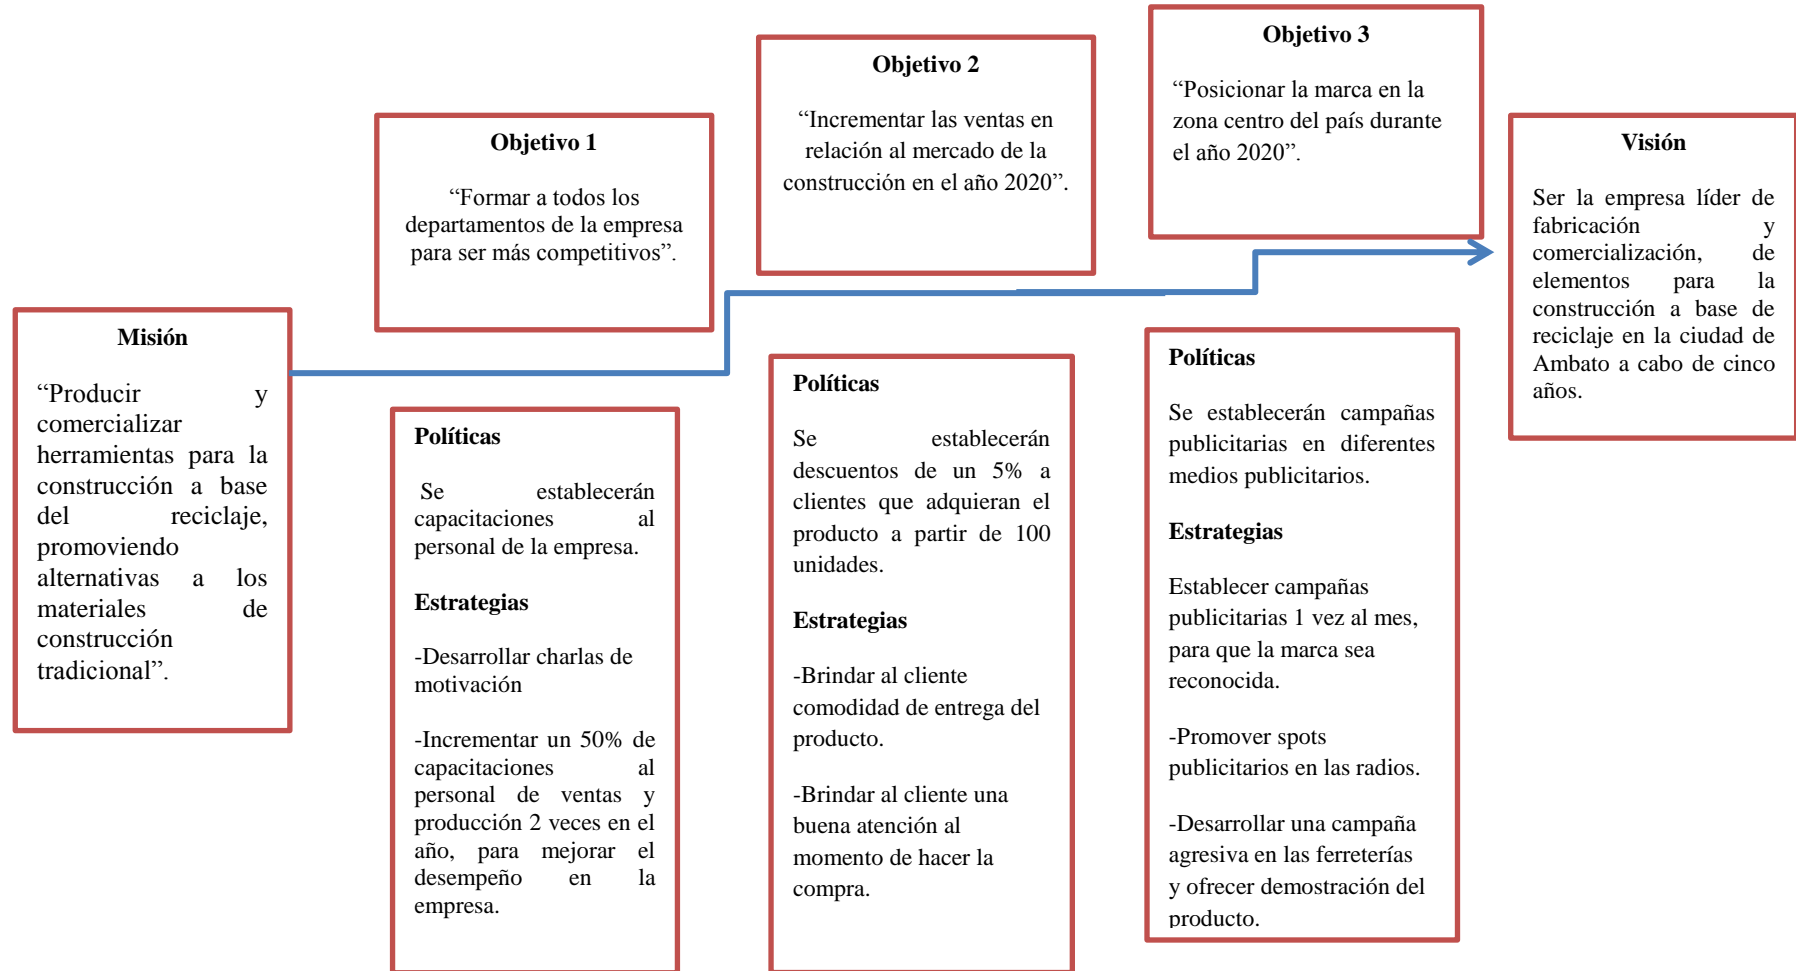 Misión
“Producir y
comercializar
herramientas para la
construcción a base
del reciclaje,
promoviendo
alternativas a los
materiales de
construcción
tradicional”.
Objetivo 1
“Formar a todos los
departamentos de la empresa
para ser más competitivos”.
Políticas
Se establecerán
capacitaciones al
personal de la empresa.
Estrategias
-Desarrollar charlas de
motivación
-Incrementar un 50% de
capacitaciones al
personal de ventas y
producción 2 veces en el
año, para mejorar el
desempeño en la
empresa.
Objetivo 2
“Incrementar las ventas en
relación al mercado de la
construcción en el año 2020”.
Políticas
Se establecerán
descuentos de un 5% a
clientes que adquieran el
producto a partir de 100
unidades.
Estrategias
-Brindar al cliente
comodidad de entrega del
producto.
-Brindar al cliente una
buena atención al
momento de hacer la
compra.
Objetivo 3
“Posicionar la marca en la
zona centro del país durante
el año 2020”.
Políticas
Se establecerán campañas
publicitarias en diferentes
medios publicitarios.
Estrategias
Establecer campañas
publicitarias 1 vez al mes,
para que la marca sea
reconocida.
-Promover spots
publicitarios en las radios.
-Desarrollar una campaña
agresiva en las ferreterías
y ofrecer demostración del
producto.
Visión
Ser la empresa líder de
fabricación y
comercialización, de
elementos para la
construcción a base de
reciclaje en la ciudad de
Ambato a cabo de cinco
años.